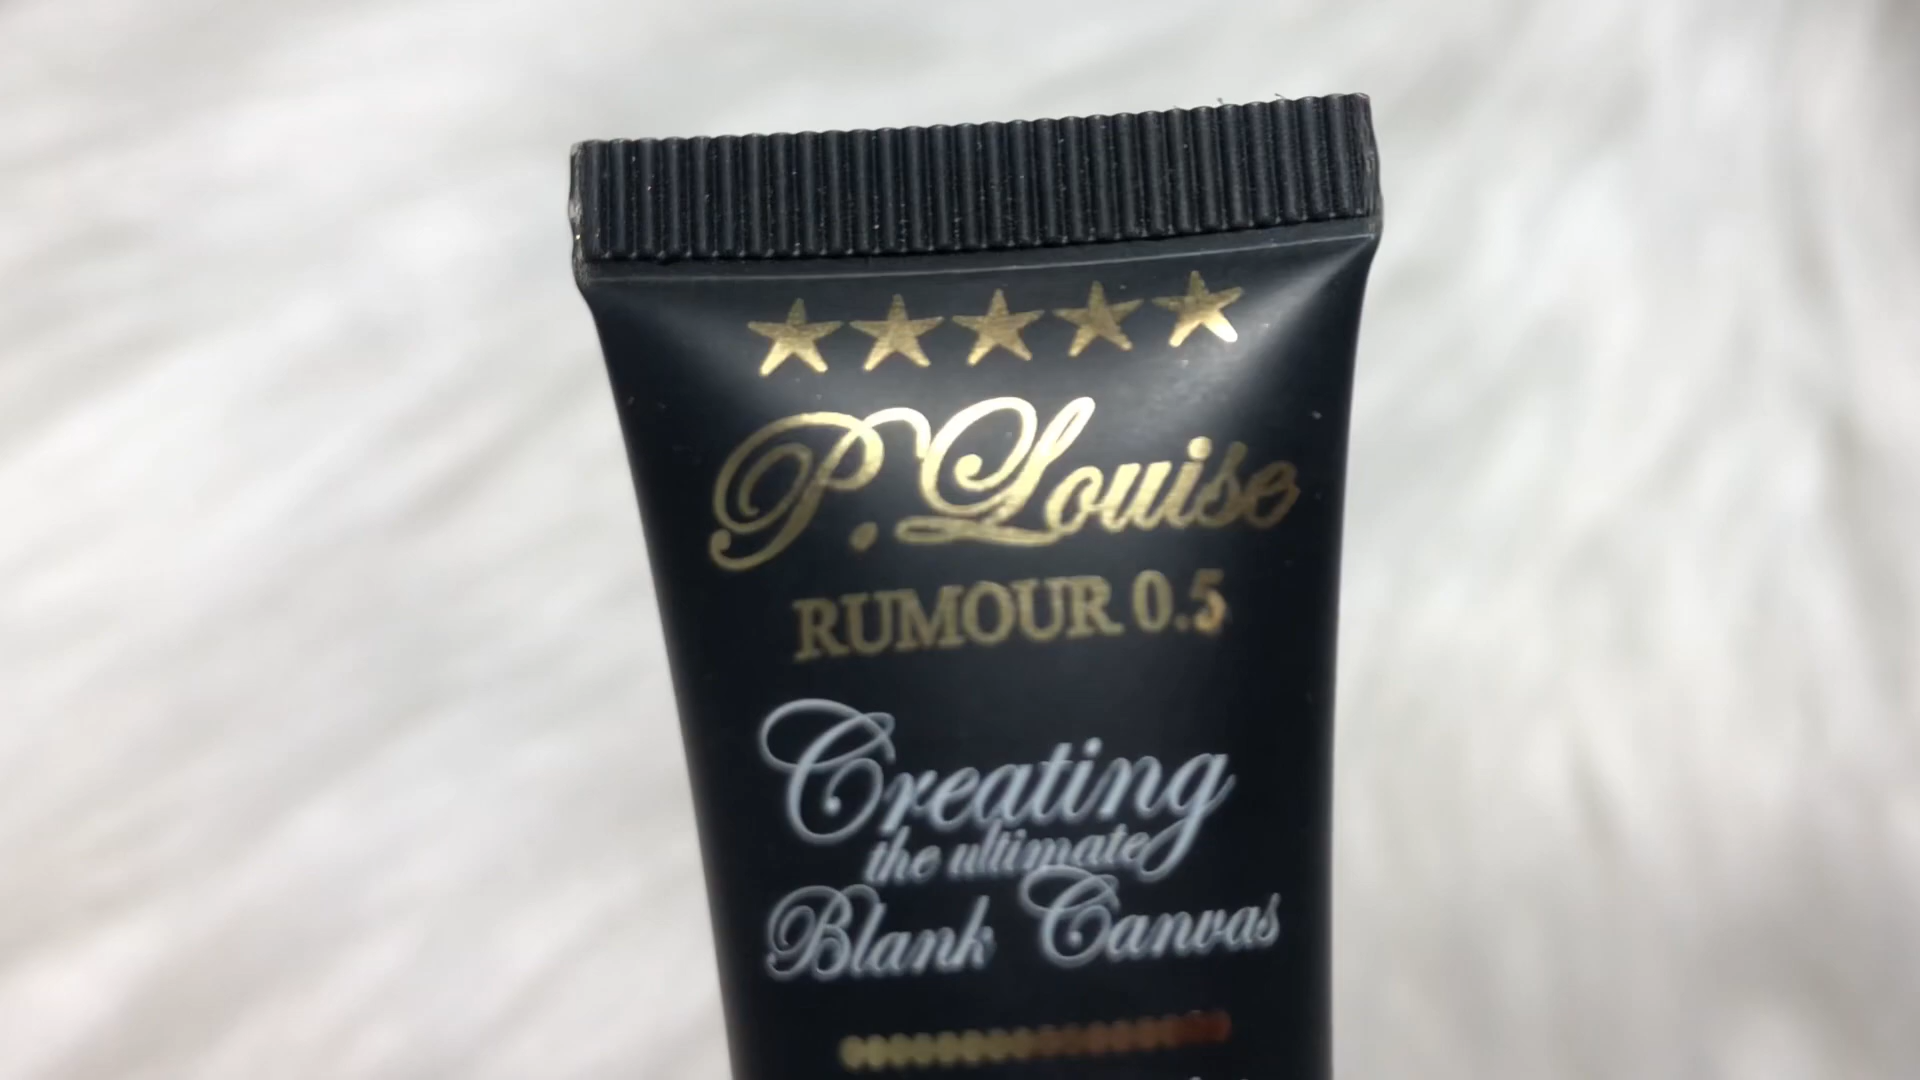 P. Louise
RUMOUR 0.5
Creating
the ultimate
Blank Canvas